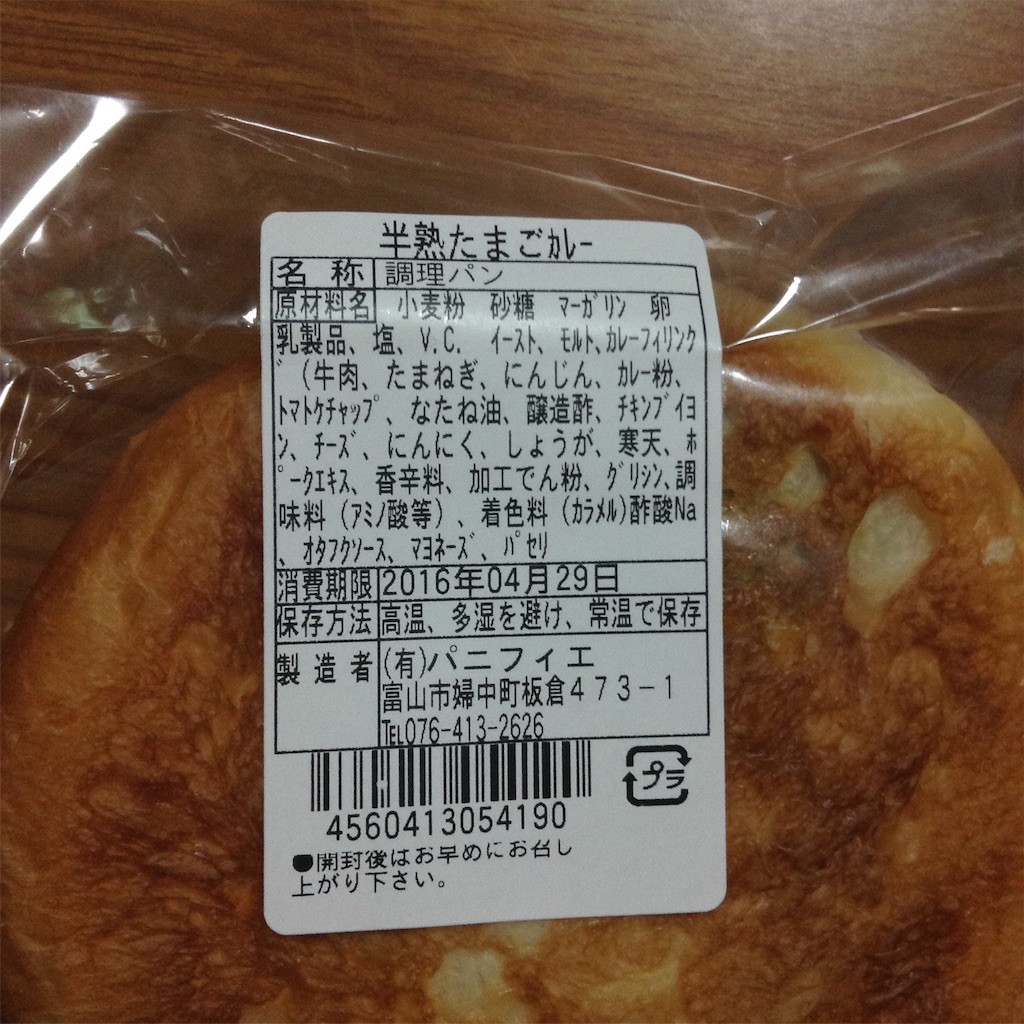 半熟たまごｶﾚｰ
名称 調理パン
原材料名 小麦粉 砂糖 ﾏｰｶﾞﾘﾝ 卵
乳製品、塩、V.C. ｲｰｽﾄ、ﾓﾙﾄ、ｶﾚｰﾌｨﾘﾝｸ
ﾞ(牛肉、たまねぎ、にんじん、ｶﾚｰ粉、
ﾄﾏﾄｹﾁｬｯﾌﾟ、なたね油、醸造酢、ﾁｷﾝﾌﾞｲﾖ
ﾝ、ﾁｰｽﾞ、にんにく、しょうが、寒天、ﾎ
ﾟｰｸｴｷｽ、香辛料、加工でん粉、ｸﾞﾘｼﾝ、調
味料(ｱﾐﾉ酸等)、着色料(ｶﾗﾒﾙ)酢酸Na
、ｵﾀﾌｸｿｰｽ、ﾏﾖﾈｰｽﾞ、ﾊﾟｾﾘ
消費期限 2016年04月29日
保存方法 高温、多湿を避け、常温で保存
製造者 (有)パニフィエ
富山市婦中町板倉４７３－１
℡076-413-2626
4560413054190
プラ
●開封後はお早めにお召し
上がり下さい。